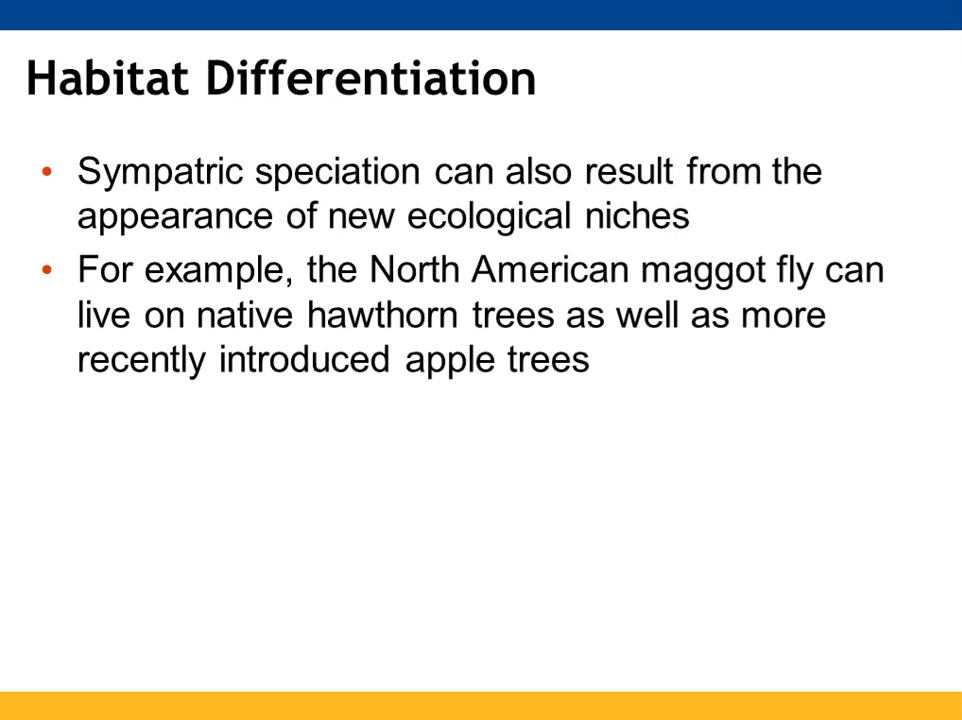 Habitat Differentiation
• Sympatric speciation can also result from the
appearance of new ecological niches
• For example, the North American maggot fly can
live on native hawthorn trees as well as more
recently introduced apple trees